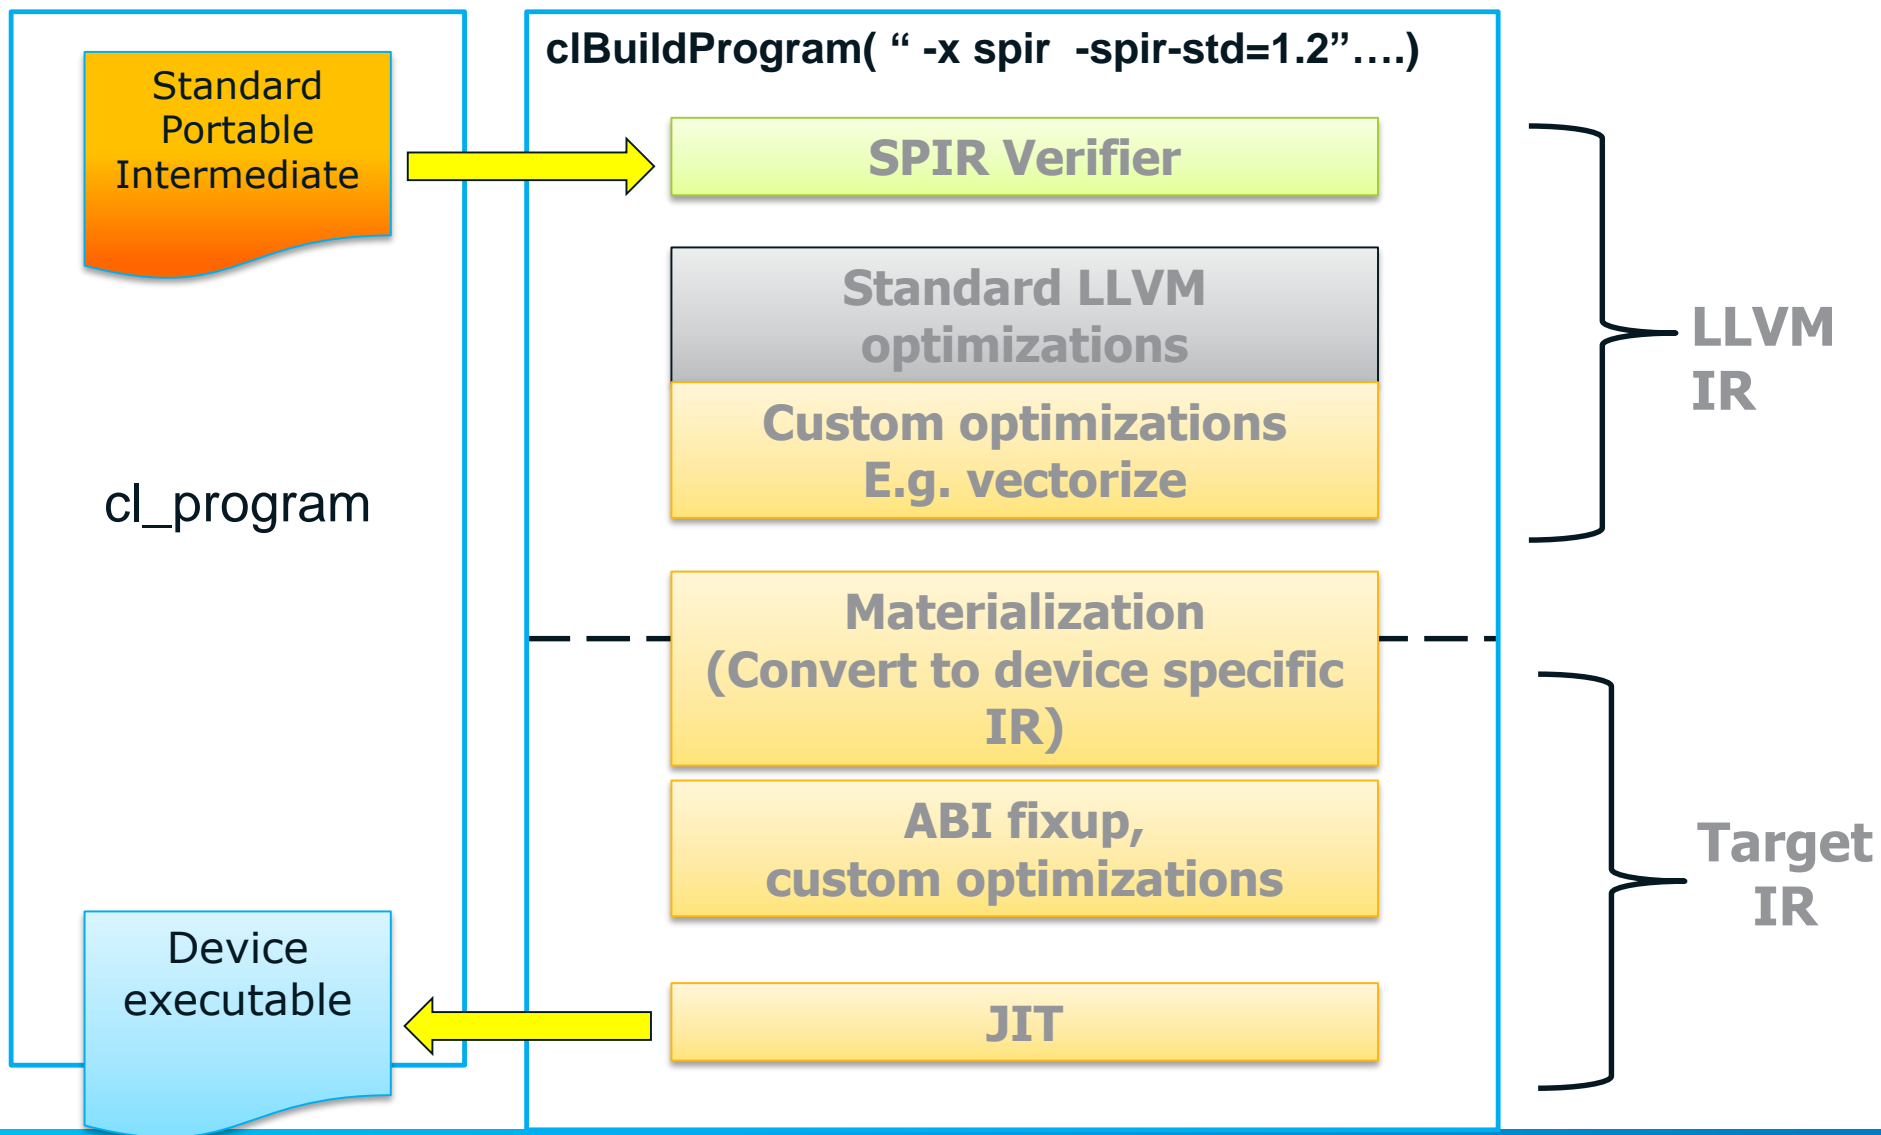 Standard
Portable
Intermediate
cl_program
Device
executable
clBuildProgram( “ -x spir  -spir-std=1.2”….)
SPIR Verifier
Standard LLVM
optimizations
Custom optimizations
E.g. vectorize
Materialization
(Convert to device specific
IR)
ABI fixup,
custom optimizations
JIT
LLVM
IR
Target
IR